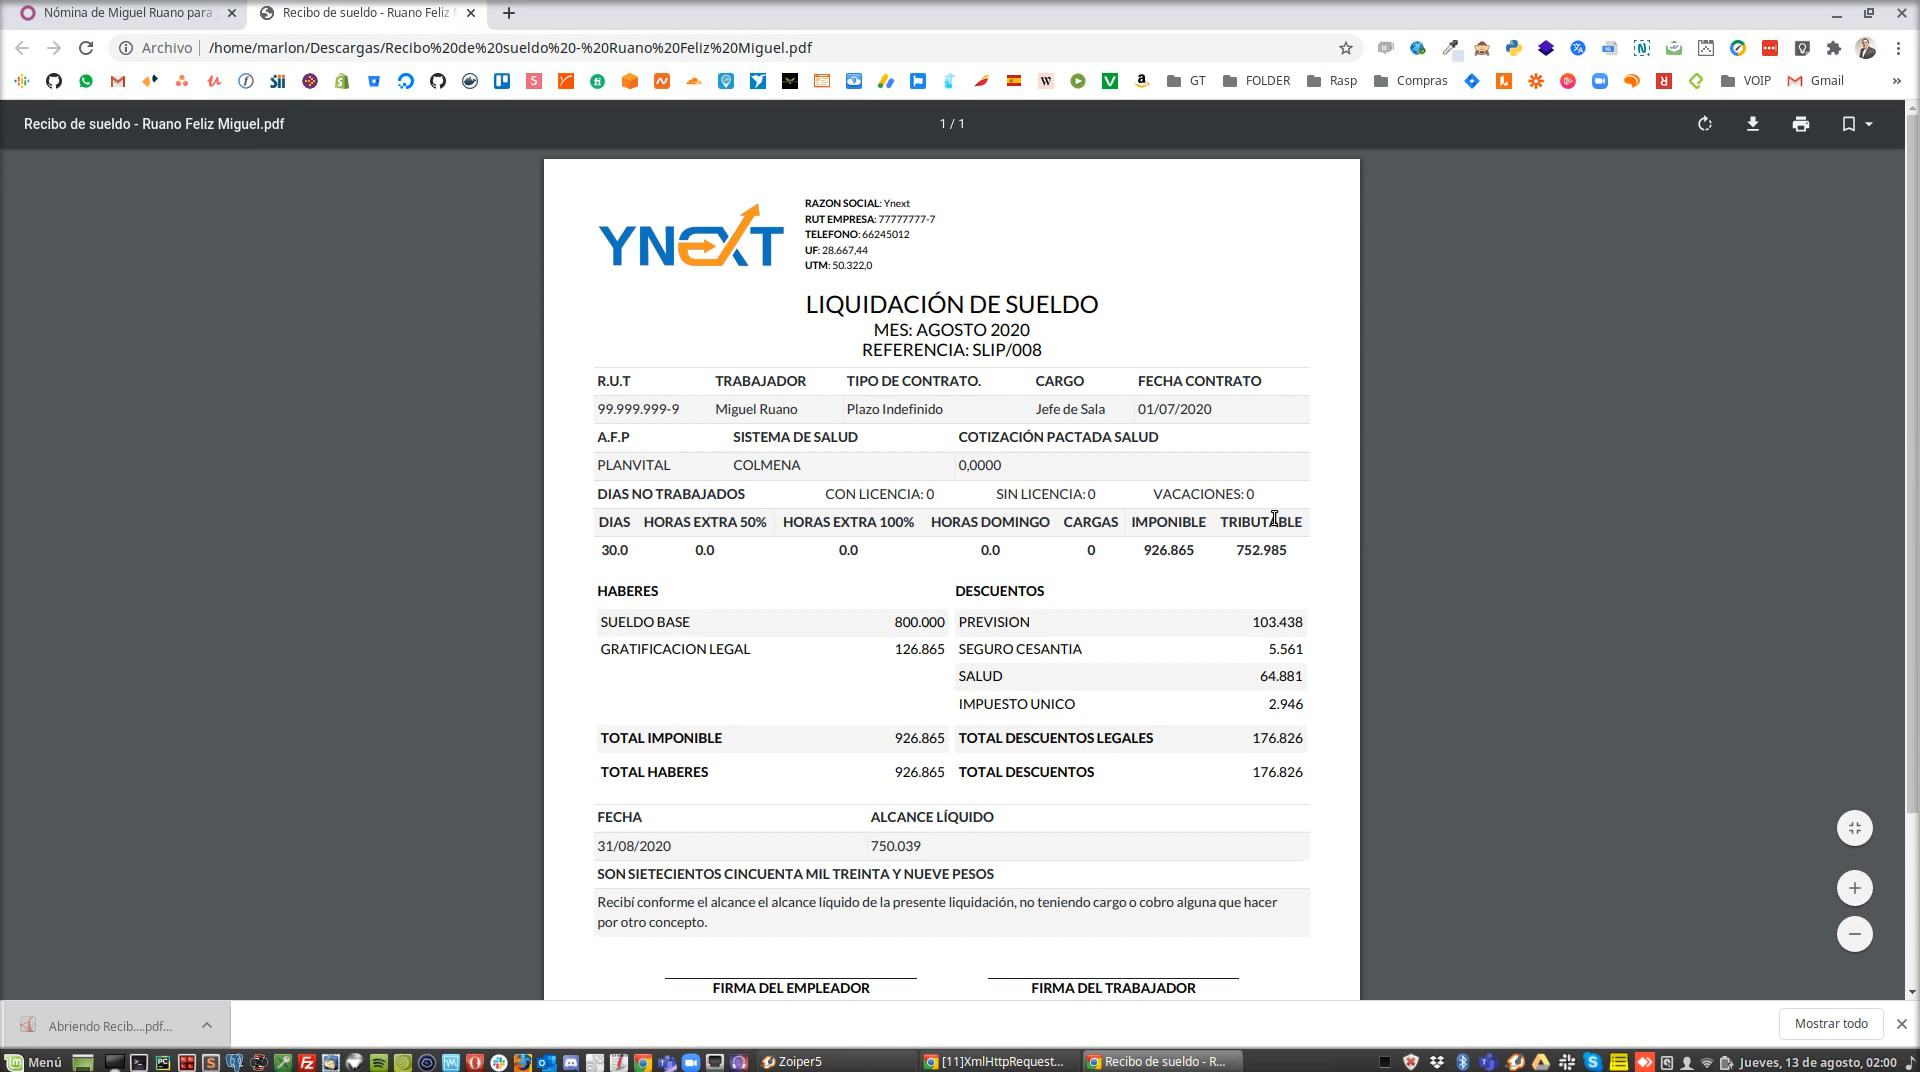 Nómina de Miguel Ruano para
Recibo de sueldo - Ruano Feliz M
Archivo /home/marlon/Descargas/Recibo%20de%20sueldo%20-%20Ruano%20Feliz%20Miguel.pdf
GT FOLDER Rasp Compras VOIP Gmail
Recibo de sueldo - Ruano Feliz Miguel.pdf 1 / 1
YNEXT
RAZON SOCIAL: Ynext
RUT EMPRESA: 77777777-7
TELEFONO: 66245012
UF: 28.667,44
UTM: 50.322,0
LIQUIDACIÓN DE SUELDO
MES: AGOSTO 2020
REFERENCIA: SLIP/008
R.U.T TRABAJADOR TIPO DE CONTRATO. CARGO FECHA CONTRATO
99.999.999-9 Miguel Ruano Plazo Indefinido Jefe de Sala 01/07/2020
A.F.P SISTEMA DE SALUD COTIZACIÓN PACTADA SALUD
PLANVITAL COLMENA 0,0000
DIAS NO TRABAJADOS CON LICENCIA: 0 SIN LICENCIA: 0 VACACIONES: 0
DIAS HORAS EXTRA 50% HORAS EXTRA 100% HORAS DOMINGO CARGAS IMPONIBLE TRIBUTABLE
30.0 0.0 0.0 0.0 0 926.865 752.985
HABERES DESCUENTOS
SUELDO BASE 800.000 PREVISION 103.438
GRATIFICACION LEGAL 126.865 SEGURO CESANTIA 5.561
SALUD 64.881
IMPUESTO UNICO 2.946
TOTAL IMPONIBLE 926.865 TOTAL DESCUENTOS LEGALES 176.826
TOTAL HABERES 926.865 TOTAL DESCUENTOS 176.826
FECHA ALCANCE LÍQUIDO
31/08/2020 750.039
SON SIETECIENTOS CINCUENTA MIL TREINTA Y NUEVE PESOS
Recibí conforme el alcance el alcance líquido de la presente liquidación, no teniendo cargo o cobro alguna que hacer
por otro concepto.
FIRMA DEL EMPLEADOR FIRMA DEL TRABAJADOR
Abriendo Recib....pdf... Mostrar todo
Menú Zoiper5 [11]XmlHttpRequest... Recibo de sueldo - R... Jueves, 13 de agosto, 02:00